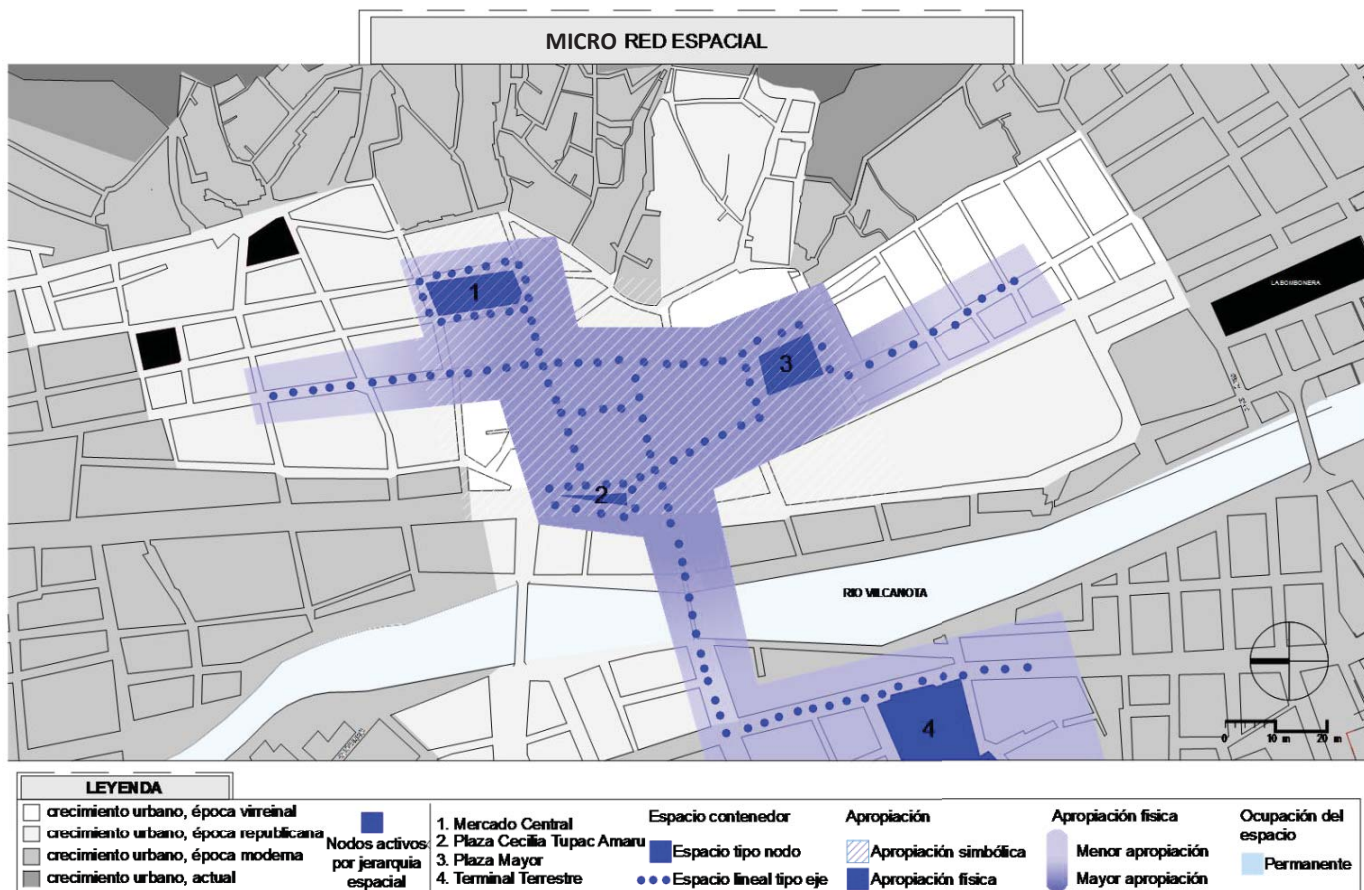 MICRO RED ESPACIAL
LA BOMBONERA
1
3
2
RIO VILCANOTA
4
0 10 m 20 m
LEYENDA
crecimiento urbano, época virreinal
crecimiento urbano, época republicana
crecimiento urbano, época moderna
crecimiento urbano, actual
Nodos activos
por jerarquia
espacial
1. Mercado Central
2. Plaza Cecilia Tupac Amaru
3. Plaza Mayor
4. Terminal Terrestre
Espacio contenedor
Espacio tipo nodo
Espacio lineal tipo eje
Apropiación
Apropiación simbólica
Apropiación física
Apropiación fisica
Menor apropiación
Mayor apropiación
Ocupación del
espacio
Permanente